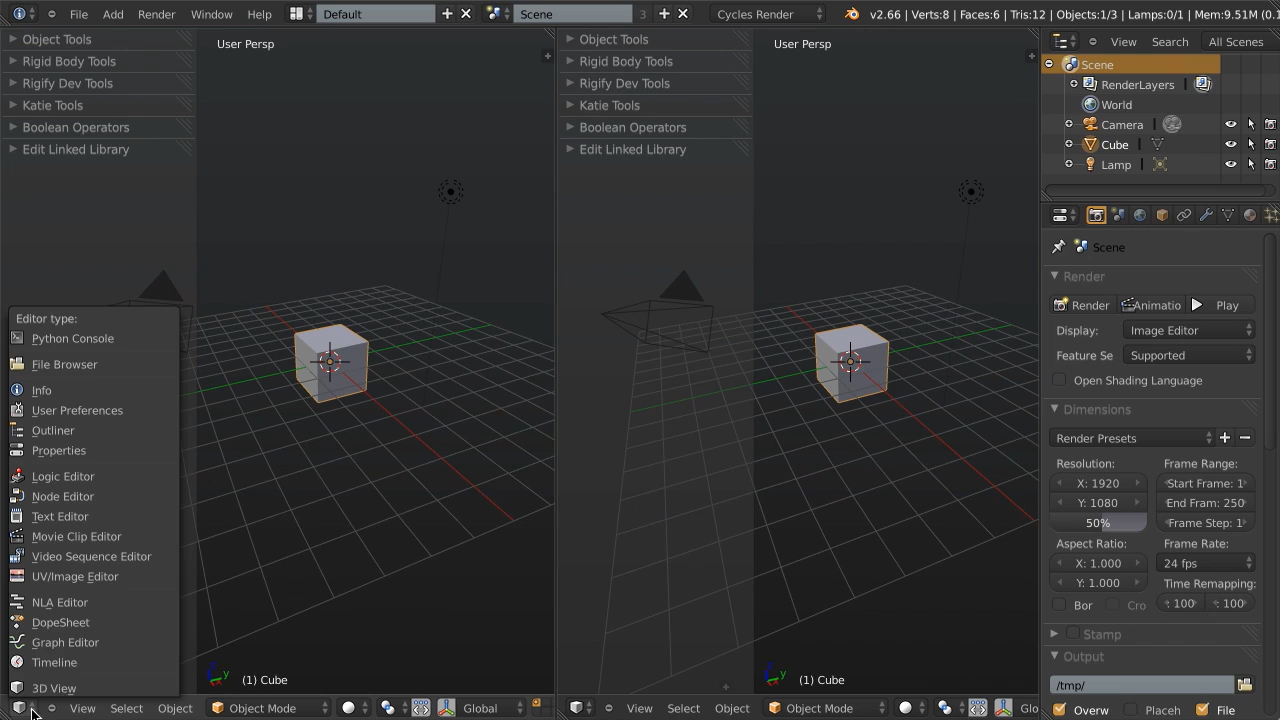 File Add Render Window Help Default Scene 3 Cycles Render v2.66 | Verts:8 | Faces:6 | Tris:12 | Objects:1/3 | Lamps:0/1 | Mem:9.51M (0.1
Object Tools
Rigid Body Tools
Rigify Dev Tools
Katie Tools
Boolean Operators
Edit Linked Library
User Persp
Editor type:
Python Console
File Browser
Info
User Preferences
Outliner
Properties
Logic Editor
Node Editor
Text Editor
Movie Clip Editor
Video Sequence Editor
UV/Image Editor
NLA Editor
DopeSheet
Graph Editor
Timeline
3D View
y
(1) Cube
View Select Object Object Mode Global
Object Tools
Rigid Body Tools
Rigify Dev Tools
Katie Tools
Boolean Operators
Edit Linked Library
User Persp
y
(1) Cube
View Select Object Object Mode Glo
View Search All Scenes
Scene
RenderLayers |
World
Camera |
Cube |
Lamp |
Scene
Render
Render Animatio Play
Display: Image Editor
Feature Se Supported
Open Shading Language
Dimensions
Render Presets
Resolution: Frame Range:
X: 1920 Start Frame: 1
Y: 1080 End Fram: 250
50% Frame Step: 1
Aspect Ratio: Frame Rate:
X: 1.000 24 fps
Y: 1.000 Time Remapping:
Bor Cro : 100 : 100
Stamp
Output
/tmp/
Overw Placeh File